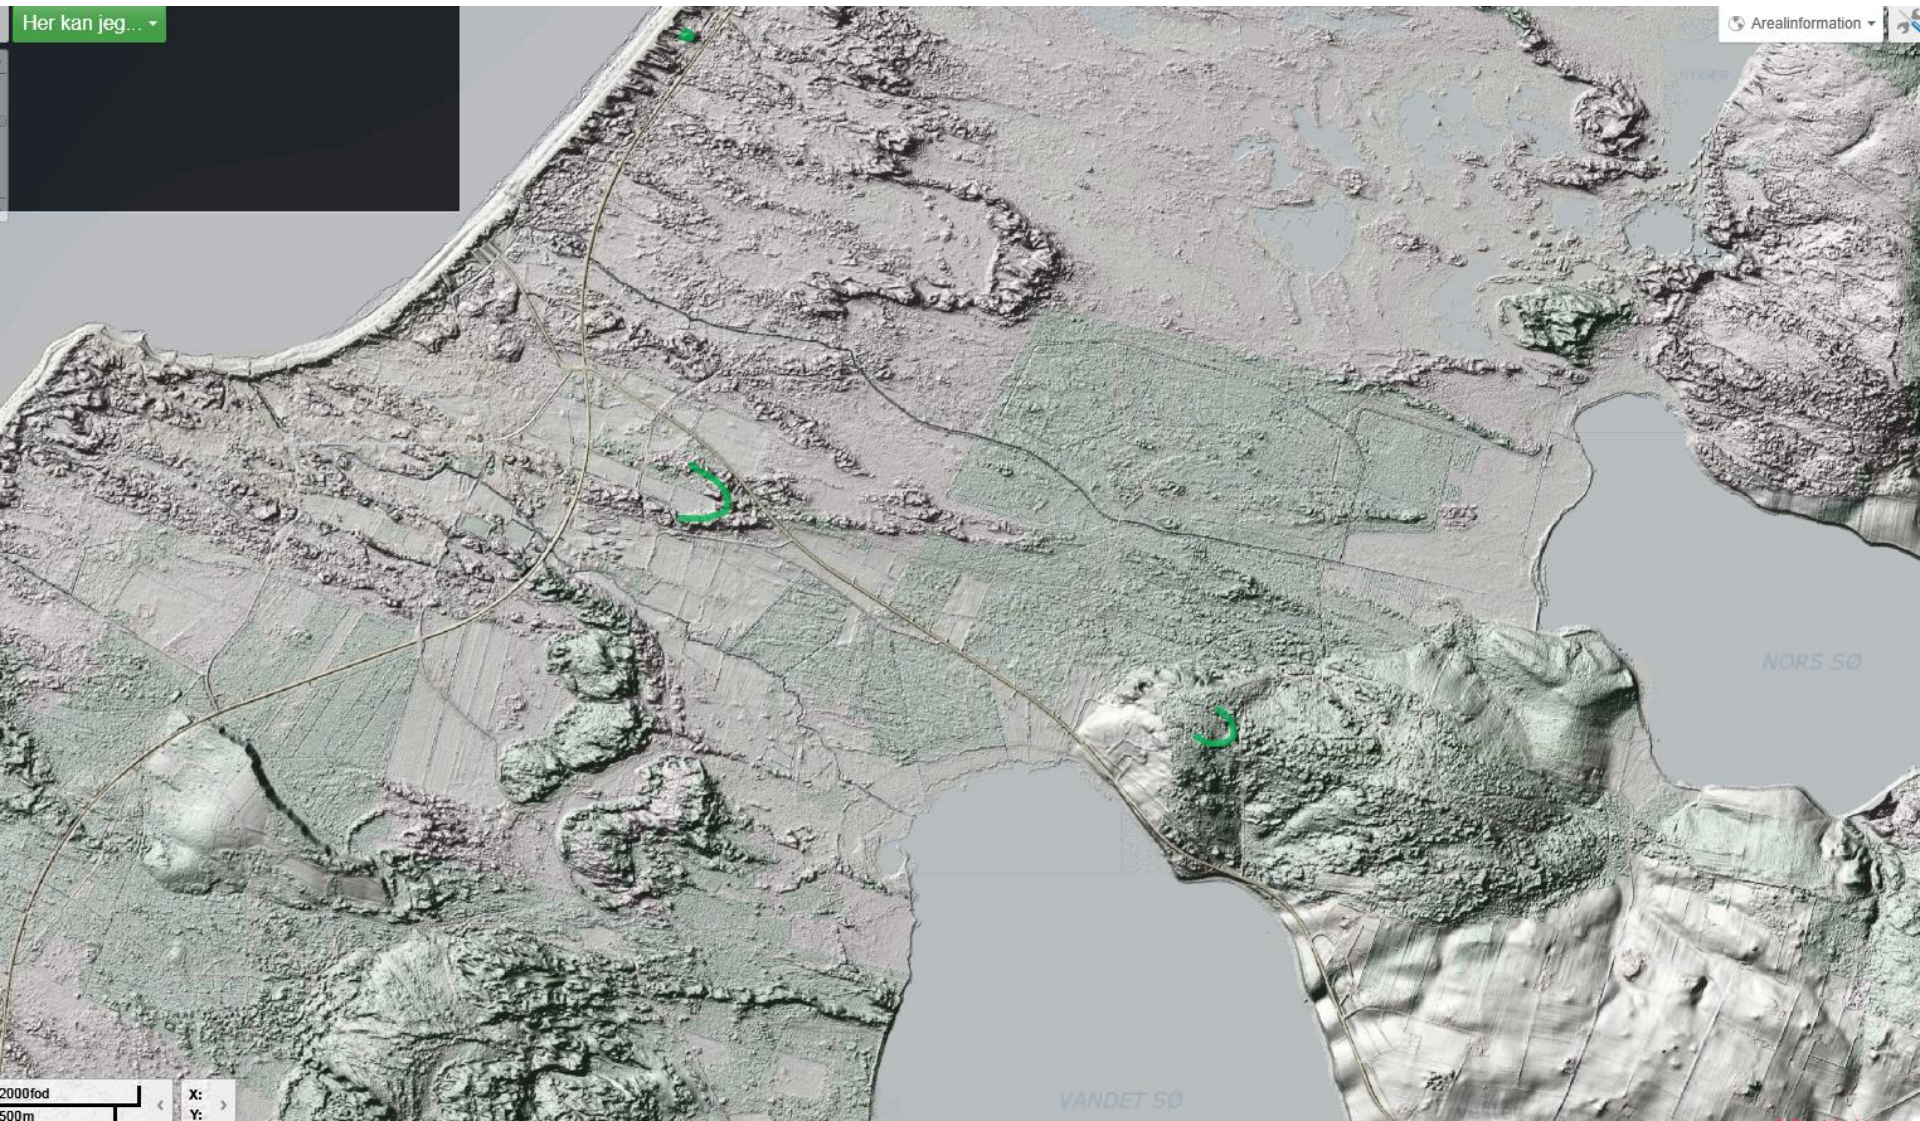 Her kan jeg...
Arealinformation
NORS SØ
VANDET SØ
2000fod
500m
X:
Y: